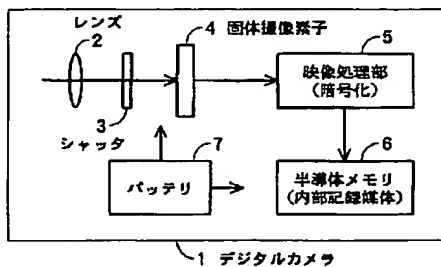 レンズ
2
4 固体撮像素子
5
映像処理部
(暗号化)
3
シャッタ
7
バッテリ
6
半導体メモリ
(内部記録媒体)
1 デジタルカメラ